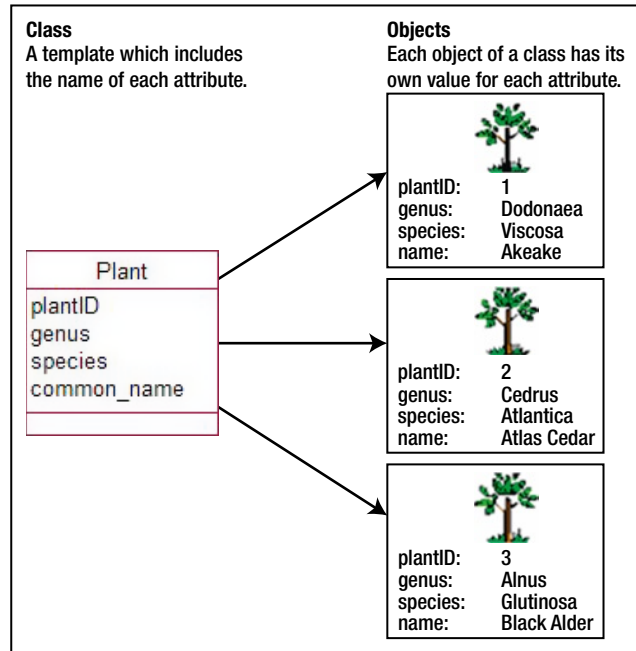 Class
A template which includes
the name of each attribute.
Objects
Each object of a class has its
own value for each attribute.
Plant
plantID
genus
species
common_name
plantID: 1
genus: Dodonaea
species: Viscosa
name: Akeake
plantID: 2
genus: Cedrus
species: Atlantica
name: Atlas Cedar
plantID: 3
genus: Alnus
species: Glutinosa
name: Black Alder